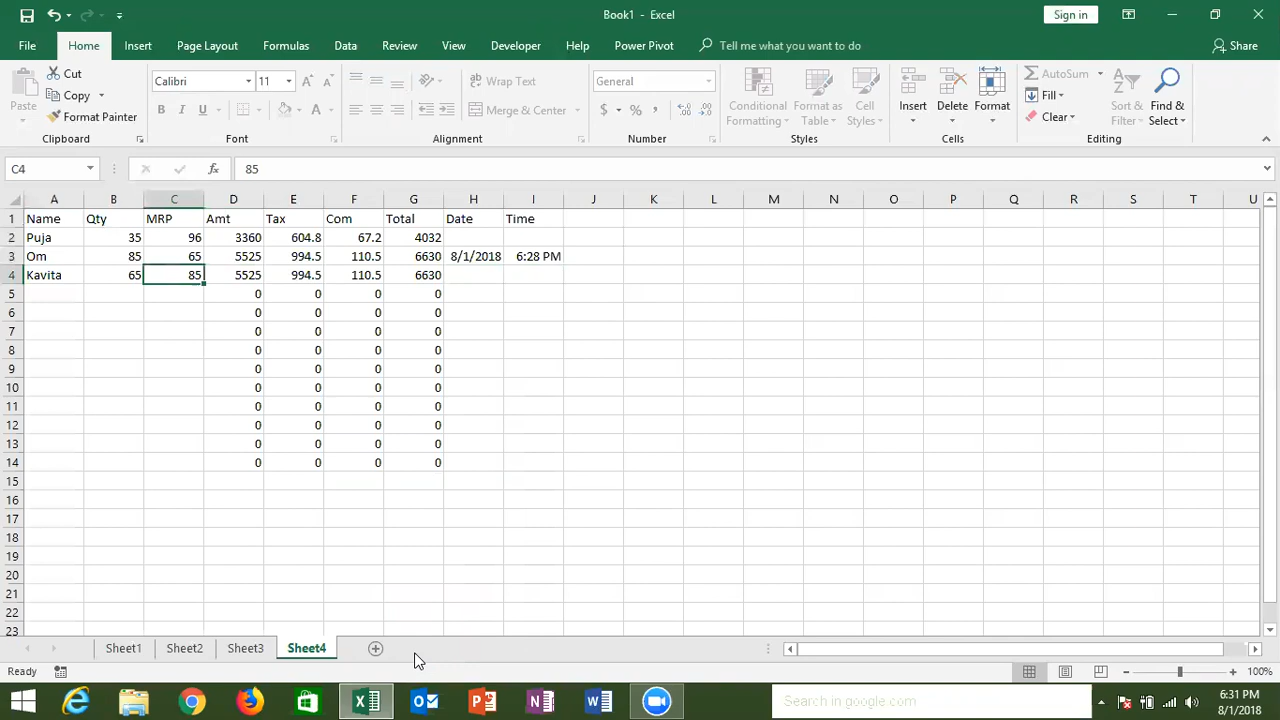 Book1 - Excel
Sign in
File Home Insert Page Layout Formulas Data Review View Developer Help Power Pivot Tell me what you want to do Share
Paste
Cut
Copy
Format Painter
Clipboard
Calibri 11
B I U
Font
Wrap Text
Merge & Center
Alignment
General
$ % ,
Number
Conditional Formatting
Format as Table
Cell Styles
Styles
Insert Delete Format
Cells
AutoSum
Fill
Clear
Sort & Filter
Find & Select
Editing
C4 fx 85
A B C D E F G H I J K L M N O P Q R S T U
1 Name Qty MRP Amt Tax Com Total Date Time
2 Puja 35 96 3360 604.8 67.2 4032
3 Om 85 65 5525 994.5 110.5 6630 8/1/2018 6:28 PM
4 Kavita 65 85 5525 994.5 110.5 6630
5 0 0 0 0
6 0 0 0 0
7 0 0 0 0
8 0 0 0 0
9 0 0 0 0
10 0 0 0 0
11 0 0 0 0
12 0 0 0 0
13 0 0 0 0
14 0 0 0 0
15
16
17
18
19
20
21
22
23
Sheet1 Sheet2 Sheet3 Sheet4
Ready 100%
Search in google.com
6:31 PM
8/1/2018